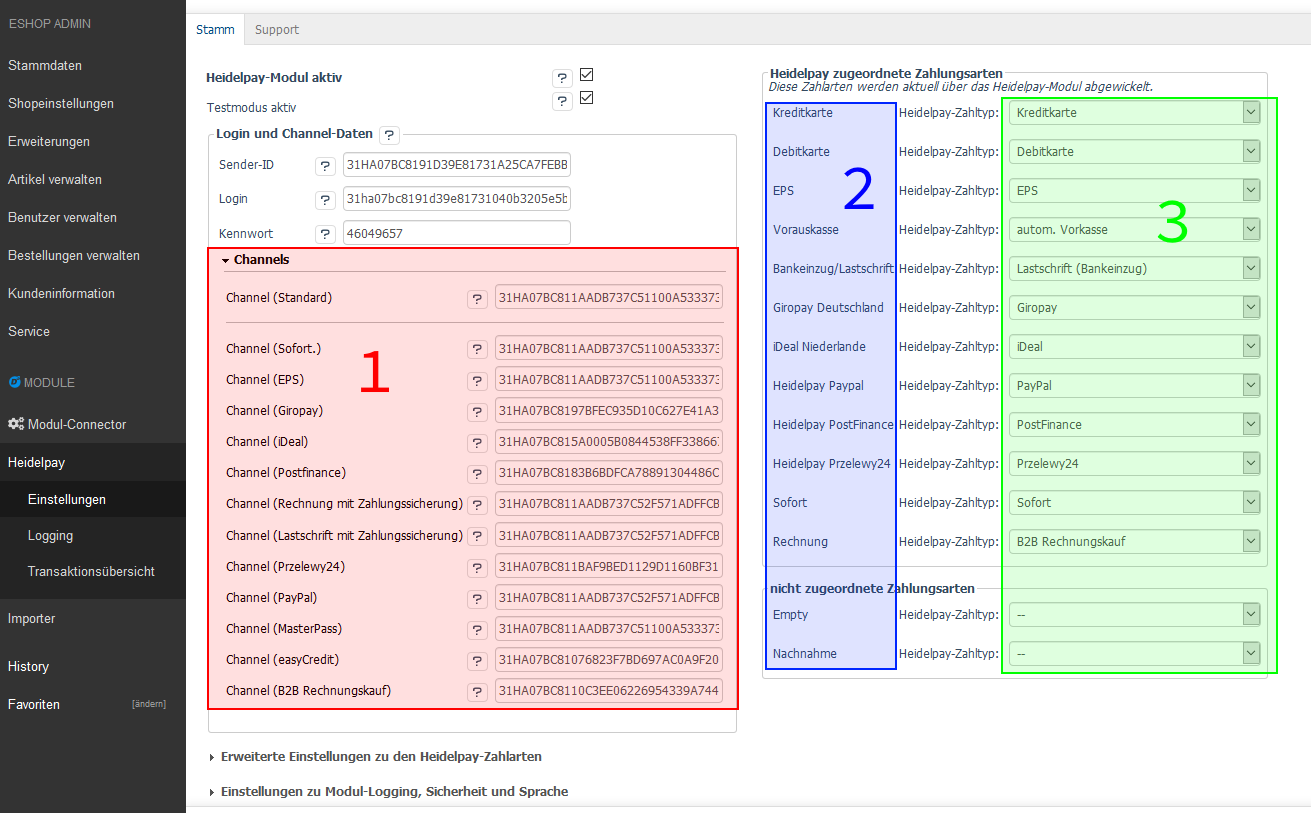 ESHOP ADMIN
Stammdaten
Shopeinstellungen
Erweiterungen
Artikel verwalten
Benutzer verwalten
Bestellungen verwalten
Kundeninformation
Service
MODULE
Modul-Connector
Heidelpay
Einstellungen
Logging
Transaktionsübersicht
Importer
History
Favoriten [ändern]
Stamm Support
Heidelpay-Modul aktiv ?
Testmodus aktiv ?
Login und Channel-Daten ?
Sender-ID ? 31HA07BC8191D39E81731A25CA7FEBB
Login ? 31ha07bc8191d39e81731040b3205e5b
Kennwort ? 46049657
Channels
Channel (Standard) ? 31HA07BC811AADB737C51100A533373
1
Channel (Sofort.) ? 31HA07BC811AADB737C51100A533373
Channel (EPS) ? 31HA07BC811AADB737C51100A533373
Channel (Giropay) ? 31HA07BC8197BFEC935D10C627E41A3
Channel (iDeal) ? 31HA07BC815A0005B0844538FF33866
Channel (Postfinance) ? 31HA07BC8183B6BDFCA78891304486C
Channel (Rechnung mit Zahlungssicherung) ? 31HA07BC811AADB737C52F571ADFFCB
Channel (Lastschrift mit Zahlungssicherung) ? 31HA07BC811AADB737C52F571ADFFCB
Channel (Przelewy24) ? 31HA07BC811BAF9BED1129D1160BF31
Channel (PayPal) ? 31HA07BC811AADB737C52F571ADFFCB
Channel (MasterPass) ? 31HA07BC811AADB737C51100A533373
Channel (easyCredit) ? 31HA07BC81076823F7BD697AC0A9F20
Channel (B2B Rechnungskauf) ? 31HA07BC8110C3EE06226954339A744
Erweiterte Einstellungen zu den Heidelpay-Zahlarten
Einstellungen zu Modul-Logging, Sicherheit und Sprache
Heidelpay zugeordnete Zahlungsarten
Diese Zahlarten werden aktuell über das Heidelpay-Modul abgewickelt.
Kreditkarte Heidelpay-Zahltyp: Kreditkarte
Debitkarte Heidelpay-Zahltyp: Debitkarte
2
3
EPS Heidelpay-Zahltyp: EPS
Vorauskasse Heidelpay-Zahltyp: autom. Vorkasse
Bankeinzug/Lastschrift Heidelpay-Zahltyp: Lastschrift (Bankeinzug)
Giropay Deutschland Heidelpay-Zahltyp: Giropay
iDeal Niederlande Heidelpay-Zahltyp: iDeal
Heidelpay Paypal Heidelpay-Zahltyp: PayPal
Heidelpay PostFinance Heidelpay-Zahltyp: PostFinance
Heidelpay Przelewy24 Heidelpay-Zahltyp: Przelewy24
Sofort Heidelpay-Zahltyp: Sofort
Rechnung Heidelpay-Zahltyp: B2B Rechnungskauf
nicht zugeordnete Zahlungsarten
Empty Heidelpay-Zahltyp: --
Nachnahme Heidelpay-Zahltyp: --